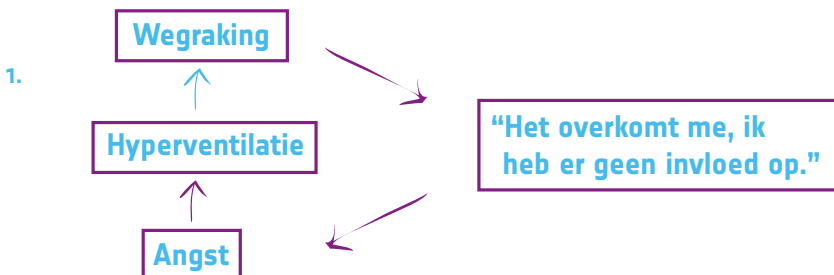 Wegraking
1.
Hyperventilatie
“Het overkomt me, ik
heb er geen invloed op.”
Angst